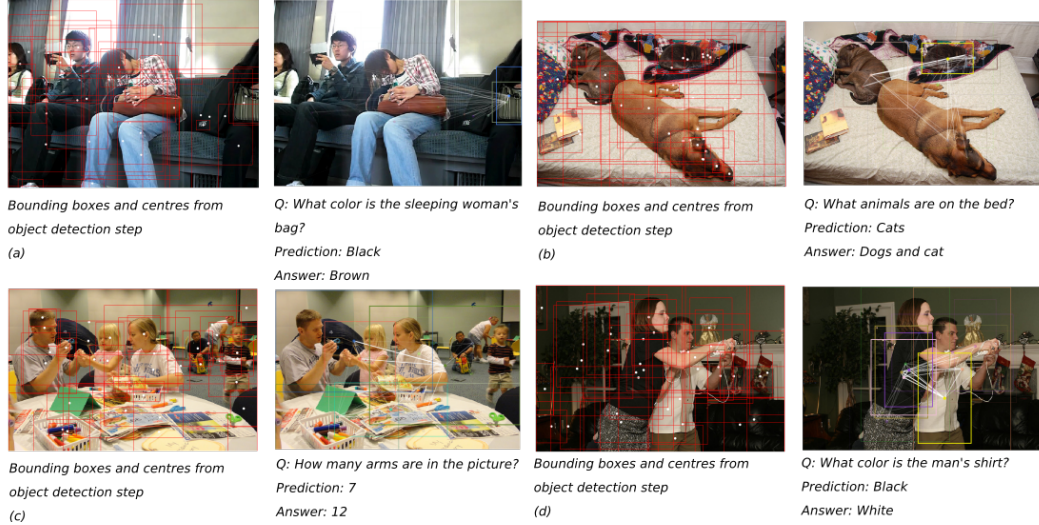 Bounding boxes and centres from
object detection step
(a)
Q: What color is the sleeping woman's
bag?
Prediction: Black
Answer: Brown
Bounding boxes and centres from
object detection step
(b)
Q: What animals are on the bed?
Prediction: Cats
Answer: Dogs and cat
Bounding boxes and centres from
object detection step
(c)
Q: How many arms are in the picture?
Prediction: 7
Answer: 12
Bounding boxes and centres from
object detection step
(d)
Q: What color is the man's shirt?
Prediction: Black
Answer: White